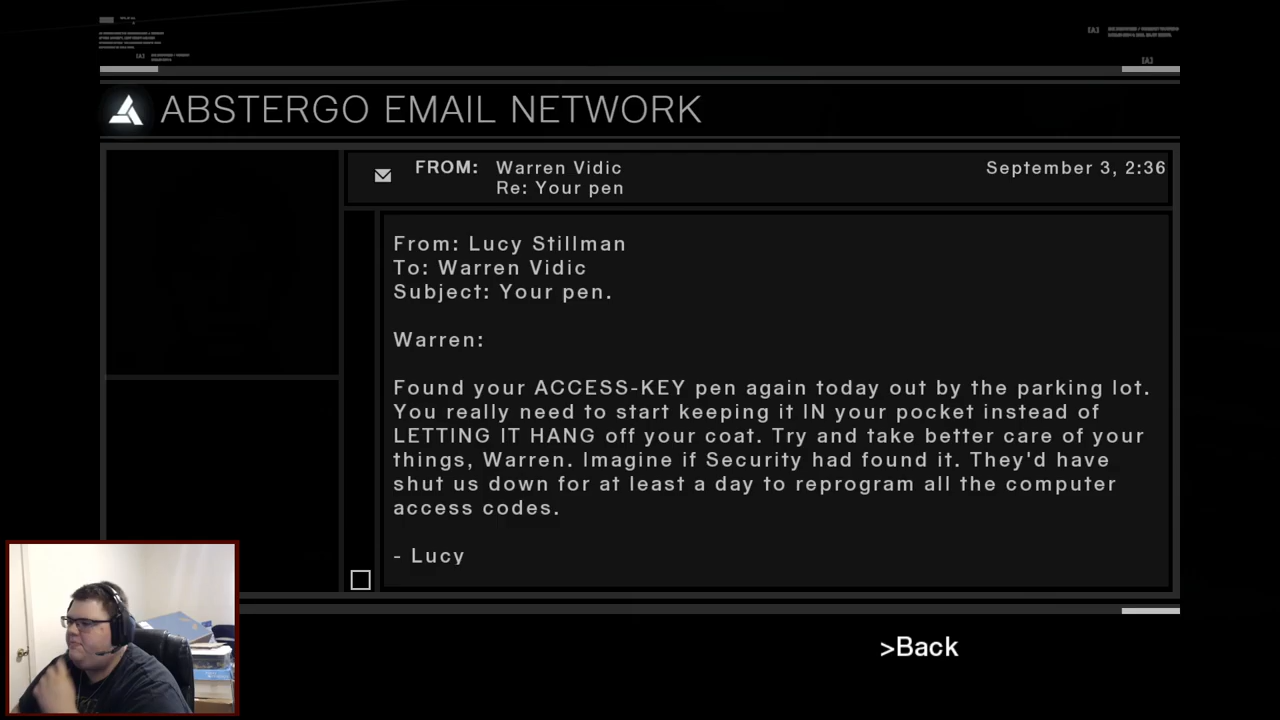 ABSTERGO EMAIL NETWORK
FROM: Warren Vidic September 3, 2:36
Re: Your pen
From: Lucy Stillman
To: Warren Vidic
Subject: Your pen.
Warren:
Found your ACCESS-KEY pen again today out by the parking lot.
You really need to start keeping it IN your pocket instead of
LETTING IT HANG off your coat. Try and take better care of your
things, Warren. Imagine if Security had found it. They'd have
shut us down for at least a day to reprogram all the computer
access codes.
- Lucy
>Back